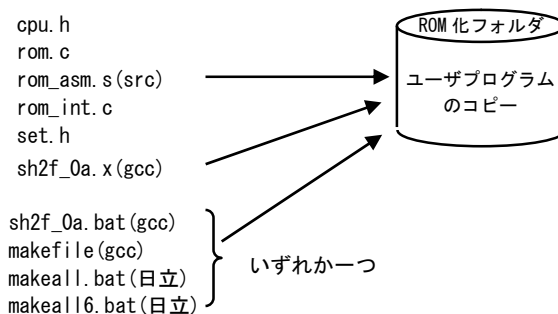 cpu.h
rom.c
rom_asm.s(src)
rom_int.c
set.h
sh2f_0a.x(gcc)
sh2f_0a.bat(gcc)
makefile(gcc)
makeall.bat(日立)
makeall6.bat(日立)
いずれか一つ
ROM化フォルダ
ユーザプログラム
のコピー